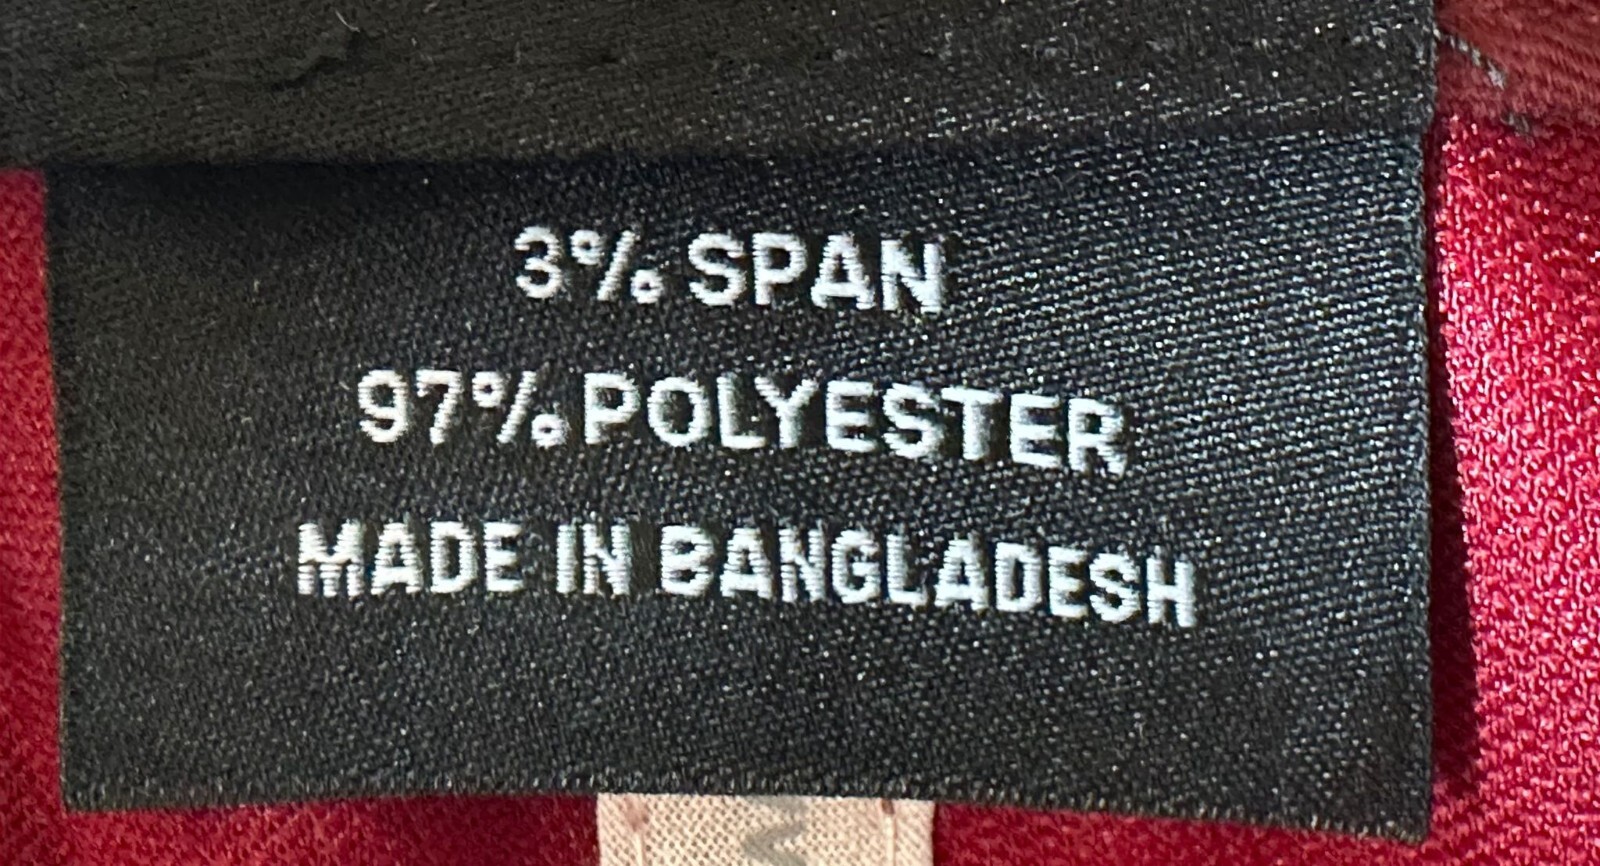 3% SPAN
97% POLYESTER
MADE IN BANGLADESH